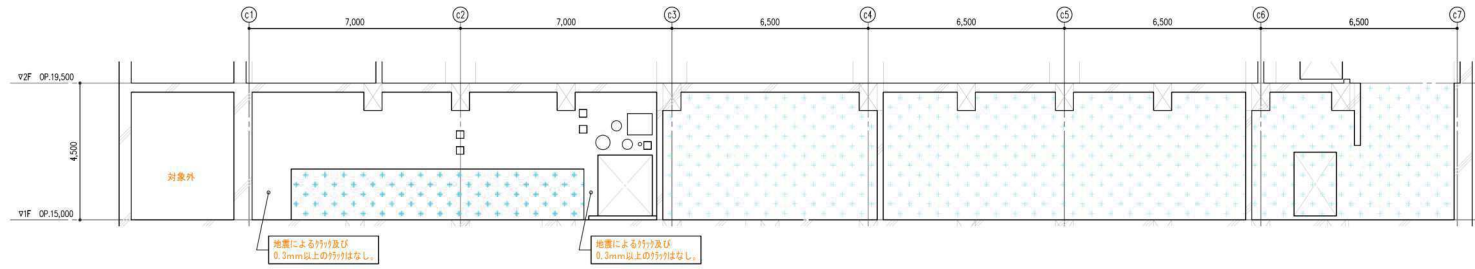 c1 c2 c3 c4 c5 c6 c7
7,000 7,000 6,500 6,500 6,500 6,500
▽2F OP.19,500
4,500
対象外
▽1F OP.15,000
地震によるｸﾗｯｸ及び
0.3mm以上のｸﾗｯｸはなし。
地震によるｸﾗｯｸ及び
0.3mm以上のｸﾗｯｸはなし。